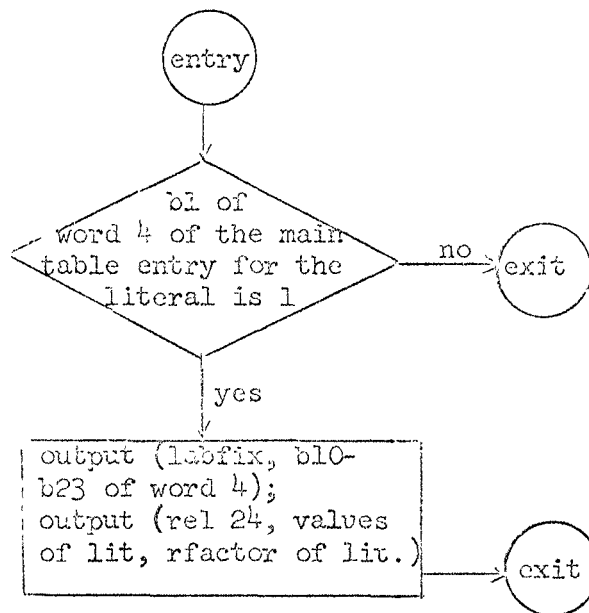 entry
b1 of
word 4 of the main
table entry for the
literal is 1
no
exit
yes
output (labfix, b10-
b23 of word 4);
output (rel 24, values
of lit, rfactor of lit.)
exit